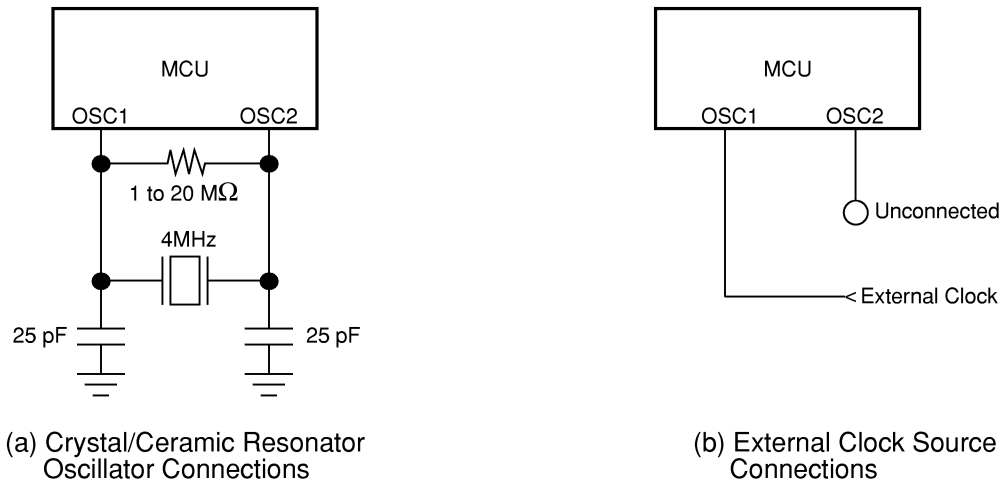 MCU
OSC1 OSC2
1 to 20 MΩ
4MHz
25 pF 25 pF
(a) Crystal/Ceramic Resonator
Oscillator Connections
MCU
OSC1 OSC2
Unconnected
External Clock
(b) External Clock Source
Connections